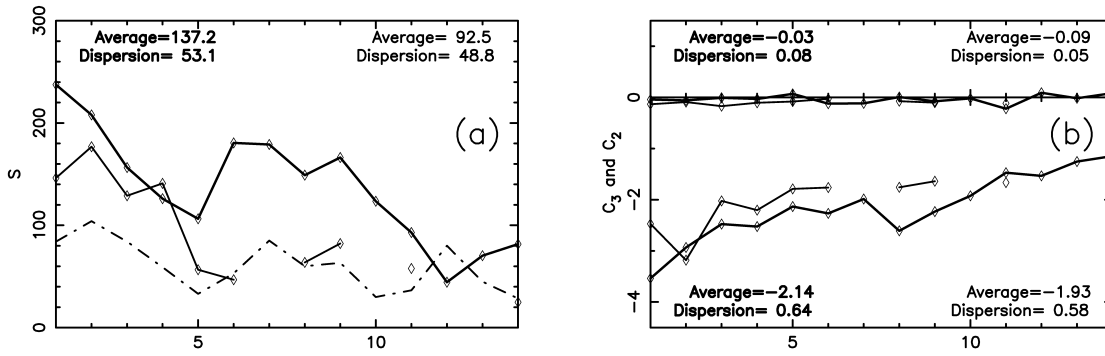 300
200
100
0
S
Average=137.2
Dispersion= 53.1
Average= 92.5
Dispersion= 48.8
(a)
5
10
0
−2
−4
C3 and C2
Average=−0.03
Dispersion= 0.08
Average=−0.09
Dispersion= 0.05
(b)
Average=−2.14
Dispersion= 0.64
Average=−1.93
Dispersion= 0.58
5
10